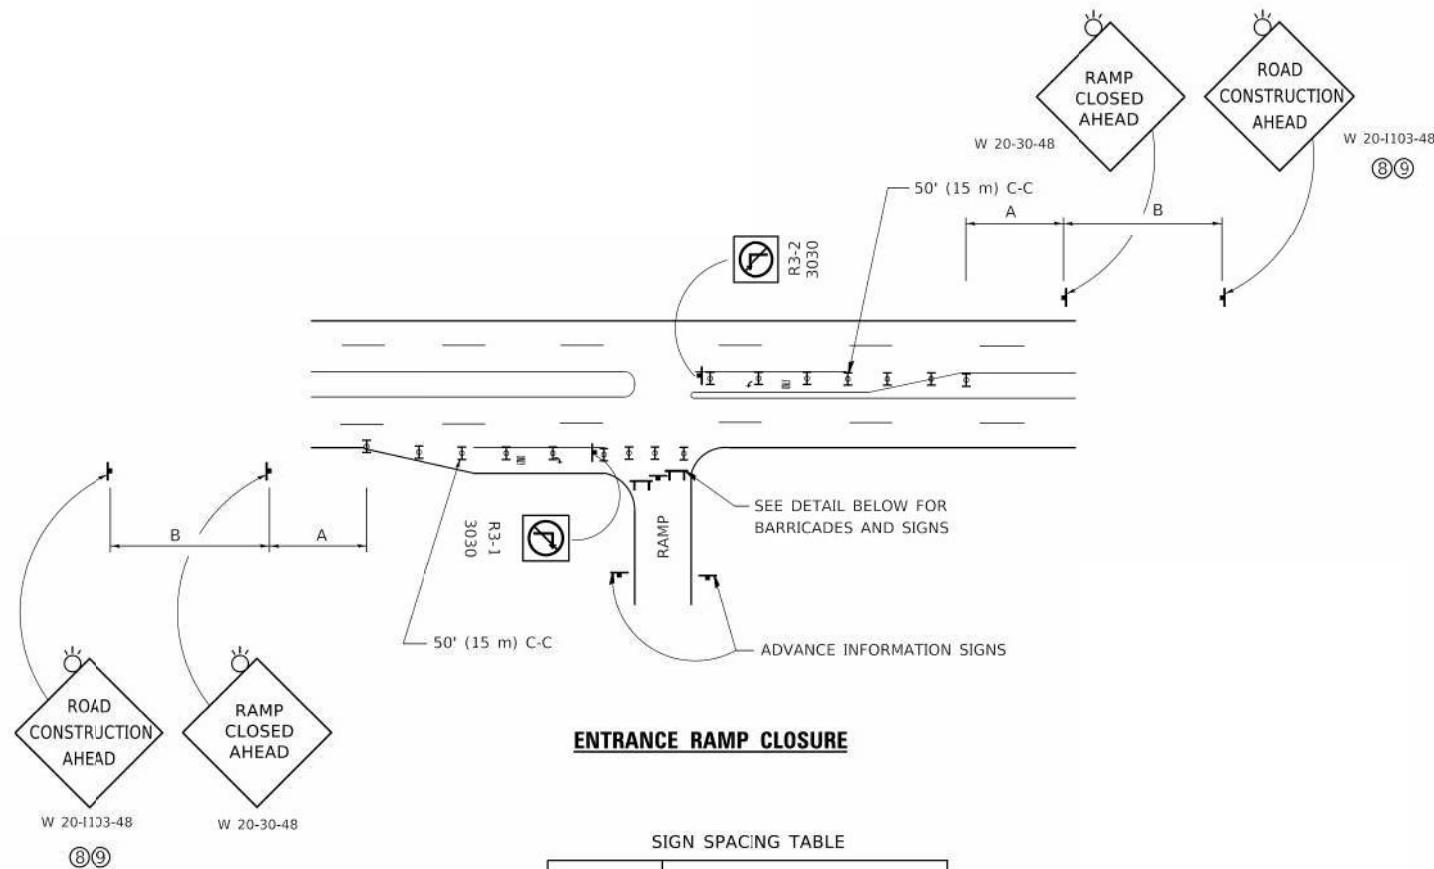 RAMP
CLOSED
AHEAD
W 20-30-48
ROAD
CONSTRUCTION
AHEAD
W 20-I103-48
⑧⑨
50' (15 m) C-C
A
B
R3-2
3030
SEE DETAIL BELOW FOR
BARRICADES AND SIGNS
RAMP
B
A
R3-1
3030
50' (15 m) C-C
ADVANCE INFORMATION SIGNS
ROAD
CONSTRUCTION
AHEAD
W 20-I103-48
⑧⑨
RAMP
CLOSED
AHEAD
W 20-30-48
ENTRANCE RAMP CLOSURE
SIGN SPACING TABLE